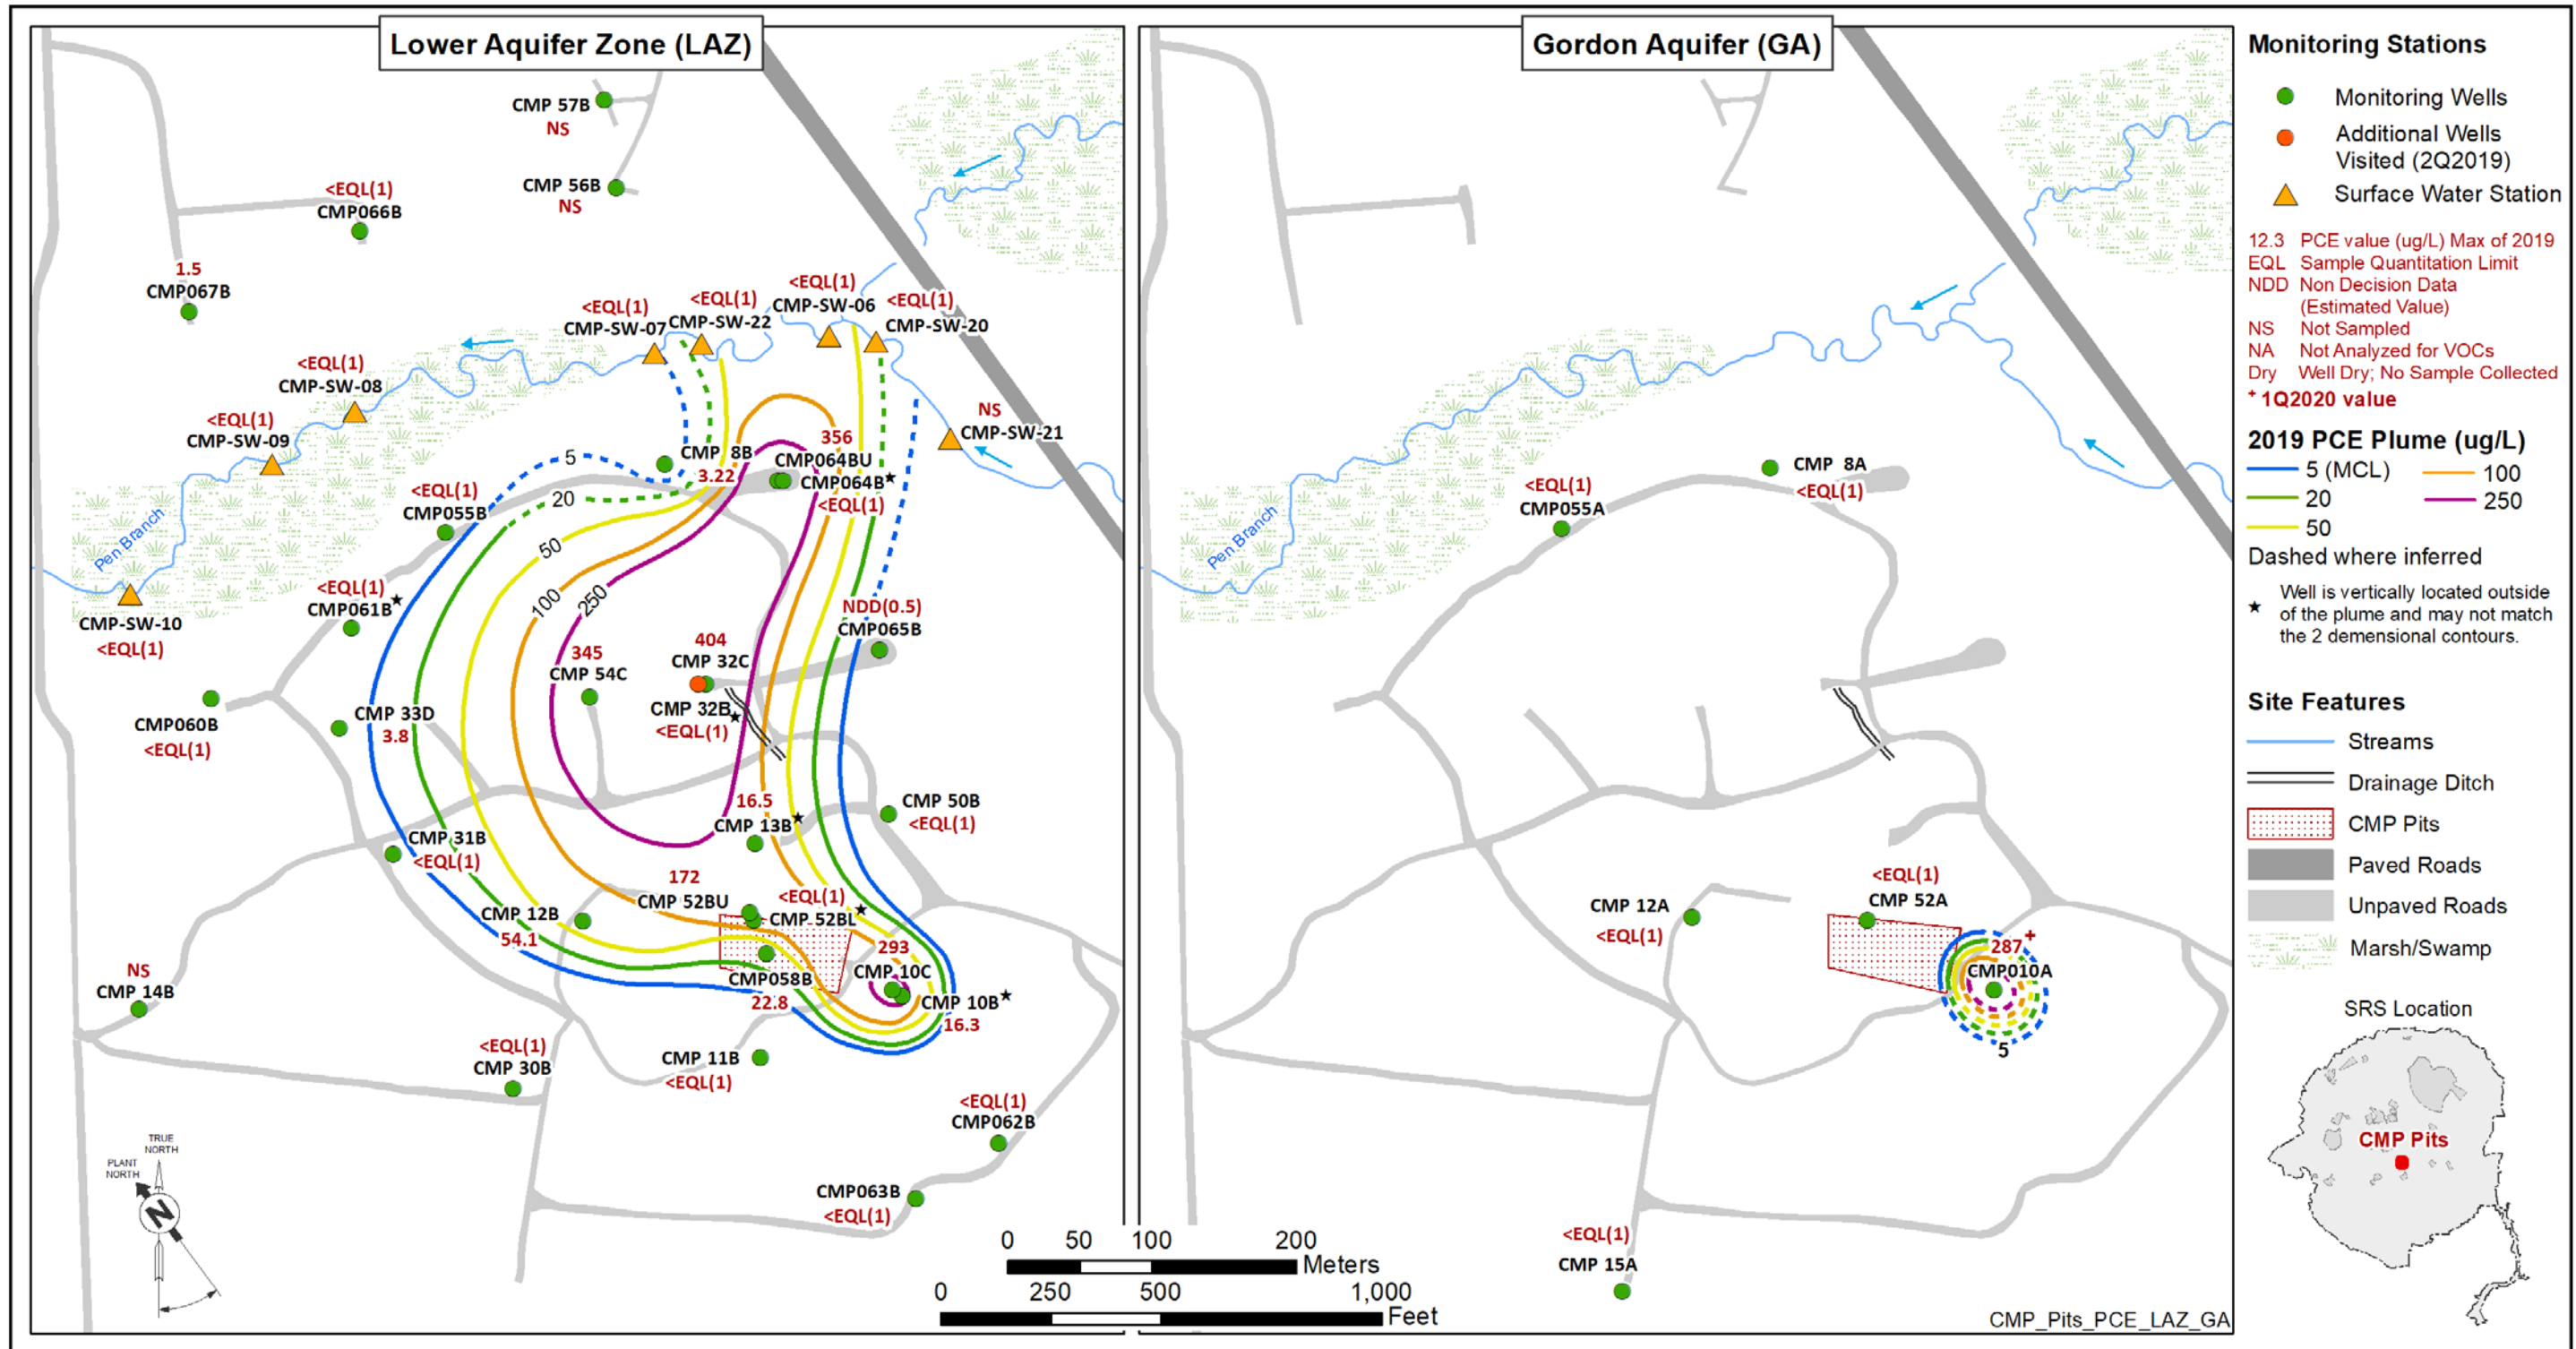 Lower Aquifer Zone (LAZ)
CMP 57B
NS
CMP 56B
NS
<EQL(1)
CMP066B
1.5
CMP067B
<EQL(1)
CMP-SW-07
<EQL(1)
CMP-SW-22
<EQL(1)
CMP-SW-06
<EQL(1)
CMP-SW-20
<EQL(1)
CMP-SW-08
<EQL(1)
CMP-SW-09
NS
CMP-SW-21
356
CMP064BU
CMP064B★
<EQL(1)
CMP 8B
3.22
5
20
50
100
250
<EQL(1)
CMP055B
Pen Branch
<EQL(1)
CMP061B★
CMP-SW-10
<EQL(1)
NDD(0.5)
CMP065B
404
CMP 32C
345
CMP 54C
CMP 32B★
<EQL(1)
CMP060B
<EQL(1)
CMP 33D
3.8
16.5
CMP 13B★
CMP 50B
<EQL(1)
CMP 31B
<EQL(1)
172
CMP 52BU
<EQL(1)
CMP 52BL★
CMP 12B
54.1
293
CMP 10C
CMP058B
22.8
CMP 10B★
16.3
NS
CMP 14B
<EQL(1)
CMP 30B
CMP 11B
<EQL(1)
<EQL(1)
CMP062B
CMP063B
<EQL(1)
TRUE
NORTH
PLANT
NORTH
N
0 50 100 200
Meters
0 250 500 1,000
Feet
Gordon Aquifer (GA)
CMP 8A
<EQL(1)
<EQL(1)
CMP055A
Pen Branch
CMP 12A
<EQL(1)
<EQL(1)
CMP 52A
287+
CMP010A
5
<EQL(1)
CMP 15A
CMP_Pits_PCE_LAZ_GA
Monitoring Stations
Monitoring Wells
Additional Wells
Visited (2Q2019)
Surface Water Station
12.3 PCE value (ug/L) Max of 2019
EQL Sample Quantitation Limit
NDD Non Decision Data
(Estimated Value)
NS Not Sampled
NA Not Analyzed for VOCs
Dry Well Dry; No Sample Collected
+ 1Q2020 value
2019 PCE Plume (ug/L)
5 (MCL) 100
20 250
50
Dashed where inferred
★ Well is vertically located outside
of the plume and may not match
the 2 demensional contours.
Site Features
Streams
Drainage Ditch
CMP Pits
Paved Roads
Unpaved Roads
Marsh/Swamp
SRS Location
CMP Pits